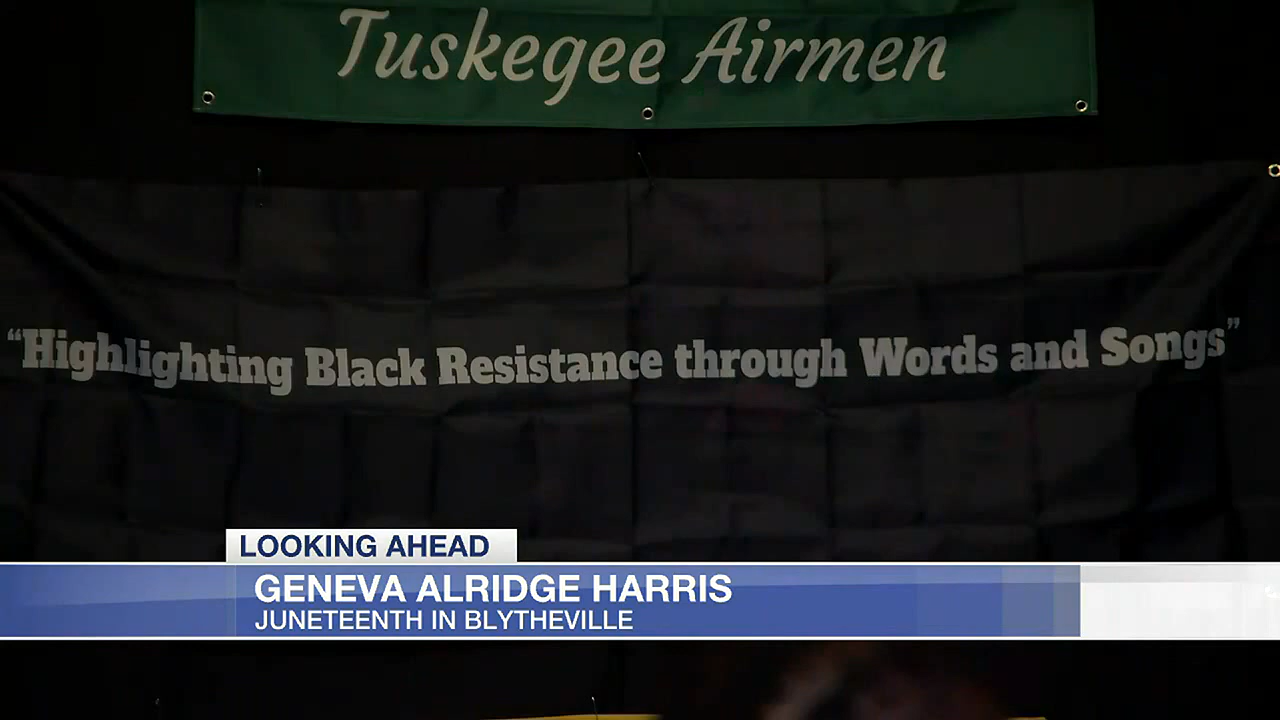 Tuskegee Airmen
“Highlighting Black Resistance through Words and Songs”
LOOKING AHEAD
GENEVA ALRIDGE HARRIS
JUNETEENTH IN BLYTHEVILLE